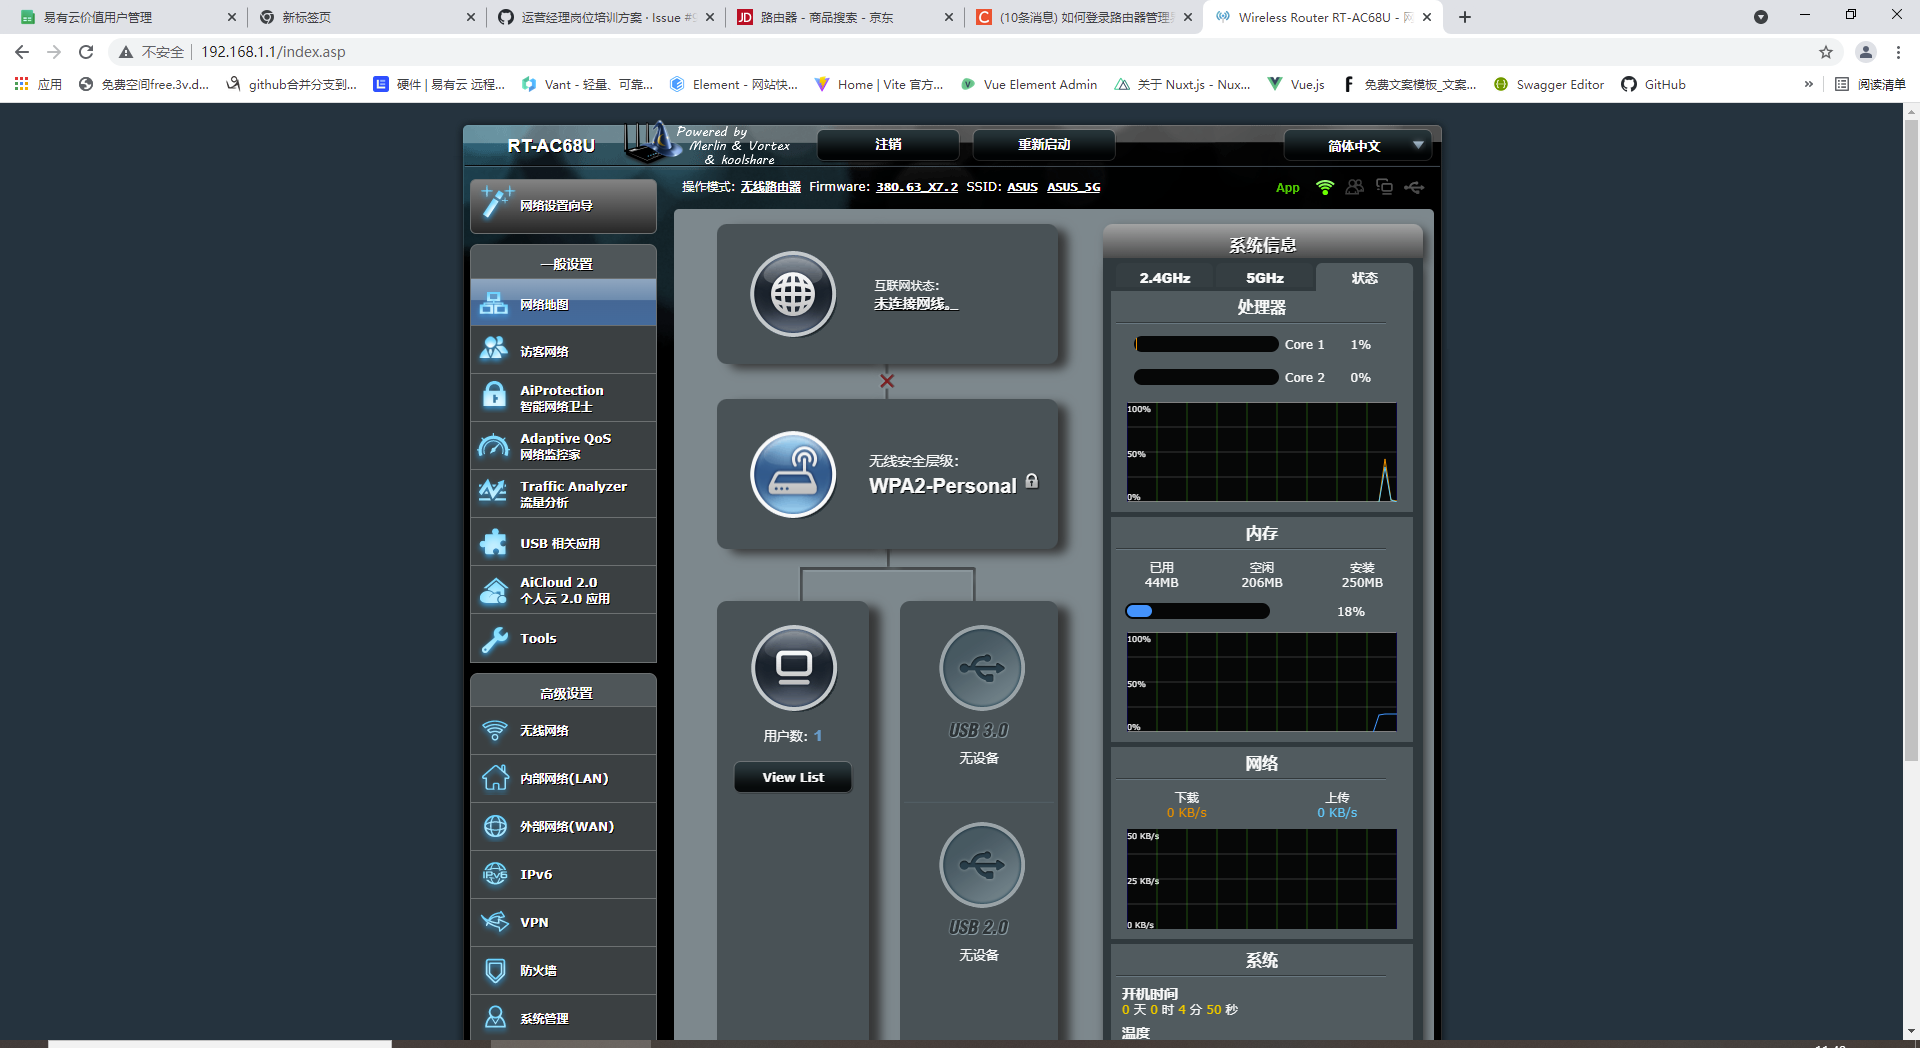 易有云价值用户管理
新标签页
运营经理岗位培训方案 · Issue #9
路由器 - 商品搜索 - 京东
(10条消息) 如何登录路由器管理
Wireless Router RT-AC68U - 网
不安全
192.168.1.1/index.asp
应用
免费空间free.3v.d...
github合并分支到...
硬件 | 易有云 远程...
Vant - 轻量、可靠...
Element - 网站快...
Home | Vite 官方...
Vue Element Admin
关于 Nuxt.js - Nux...
Vue.js
免费文案模板_文案...
Swagger Editor
GitHub
»
阅读清单
RT-AC68U
Powered by
Merlin & Vortex
& koolshare
注销
重新启动
简体中文
操作模式: 无线路由器 Firmware: 380.63_X7.2 SSID: ASUS ASUS_5G
App
网络设置向导
一般设置
网络地图
访客网络
AiProtection
智能网络卫士
Adaptive QoS
网络监控家
Traffic Analyzer
流量分析
USB 相关应用
AiCloud 2.0
个人云 2.0 应用
Tools
高级设置
无线网络
内部网络(LAN)
外部网络(WAN)
IPv6
VPN
防火墙
系统管理
互联网状态:
未连接网线。
无线安全层级:
WPA2-Personal
用户数: 1
View List
USB 3.0
无设备
USB 2.0
无设备
系统信息
2.4GHz
5GHz
状态
处理器
Core 1 1%
Core 2 0%
100%
50%
0%
内存
已用 空闲 安装
44MB 206MB 250MB
18%
100%
50%
0%
网络
下载 上传
0 KB/s 0 KB/s
50 KB/s
25 KB/s
0 KB/s
系统
开机时间
0 天 0 时 4 分 50 秒
温度